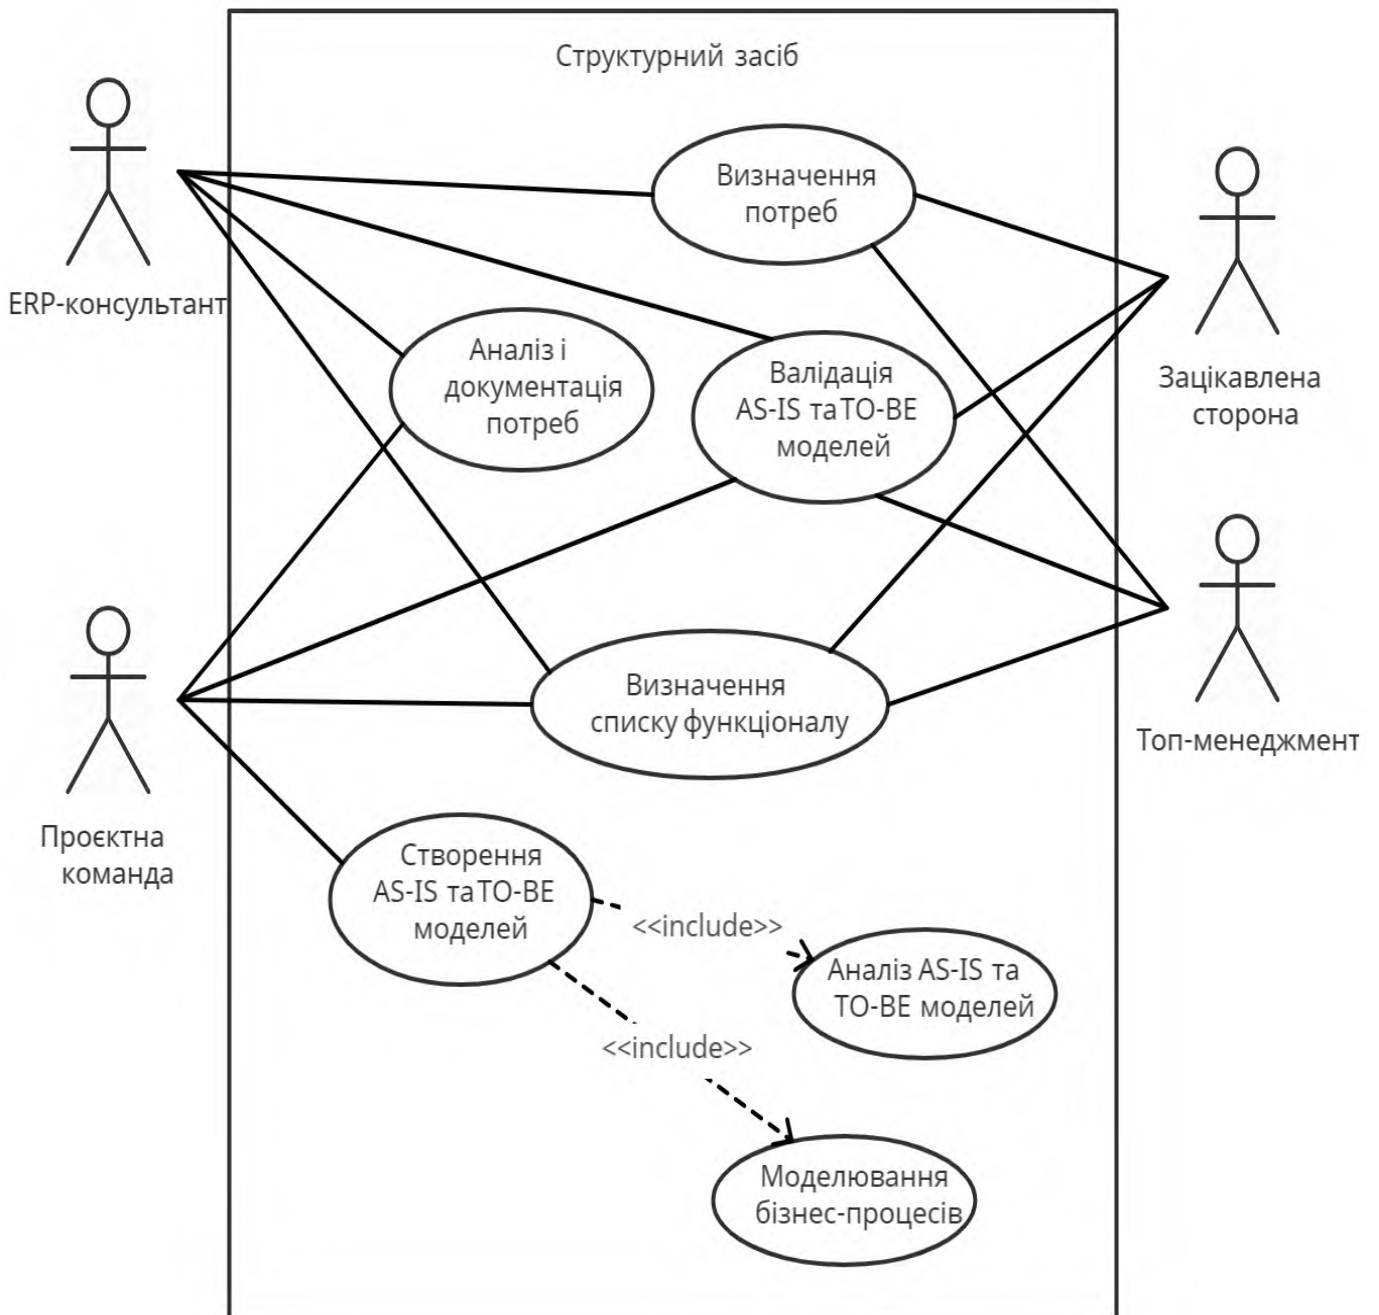 Структурний засіб
Визначення
потреб
ERP-консультант
Аналіз і
документація
потреб
Валідація
AS-IS та TO-BE
моделей
Зацікавлена
сторона
Визначення
списку функціоналу
Топ-менеджмент
Проєктна
команда
Створення
AS-IS та TO-BE
моделей
<<include>>
Аналіз AS-IS та
TO-BE моделей
<<include>>
Моделювання
бізнес-процесів